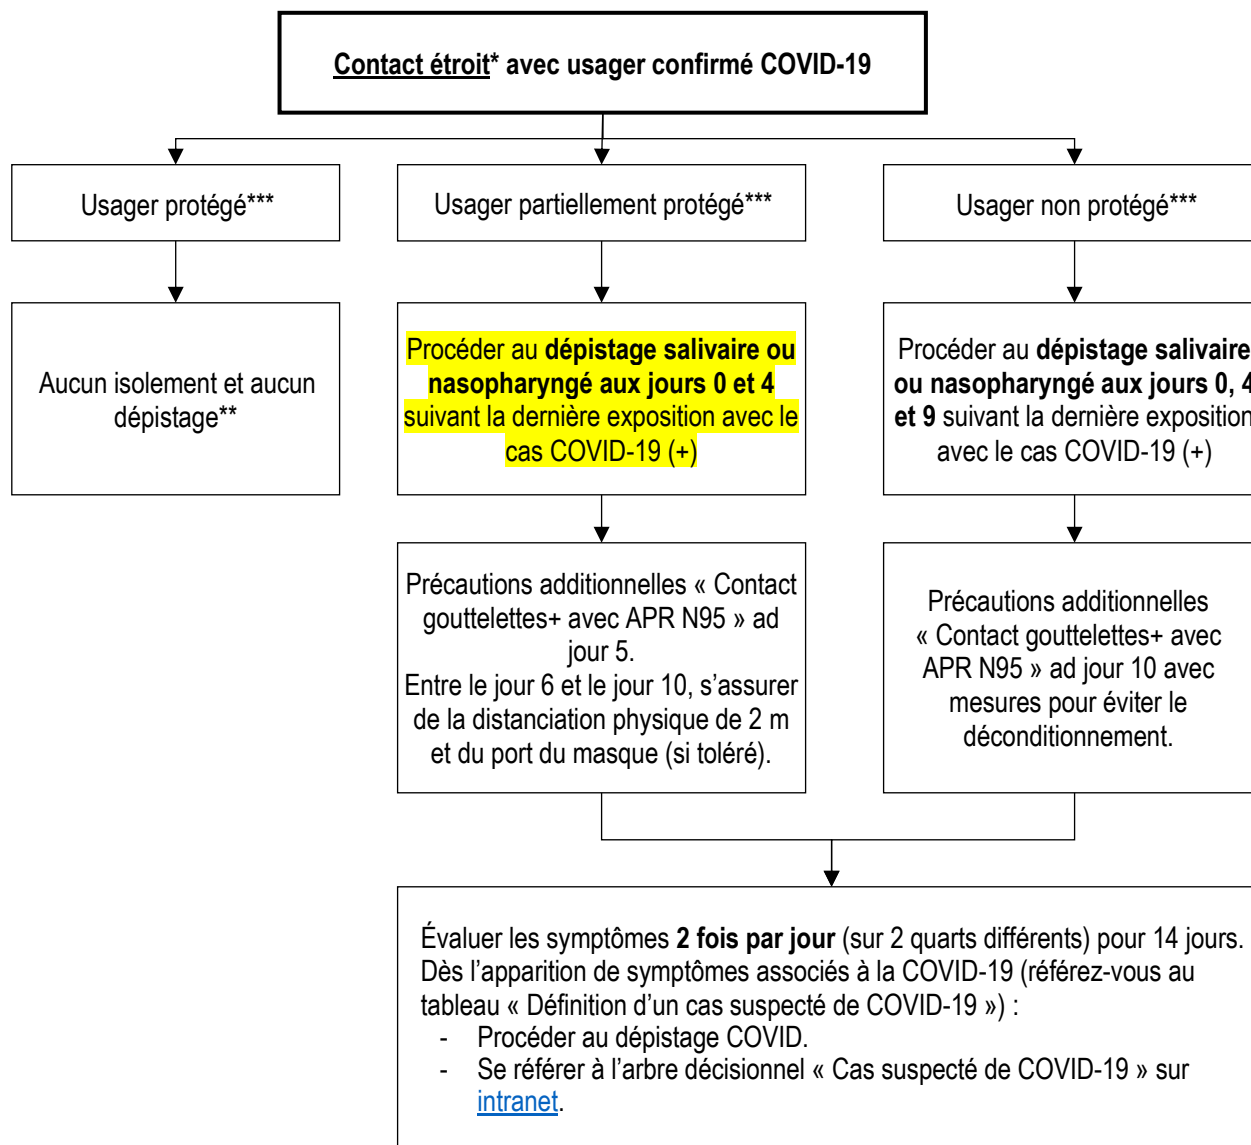 Contact étroit* avec usager confirmé COVID-19
Usager protégé***
Usager partiellement protégé***
Usager non protégé***
Aucun isolement et aucun
dépistage**
Procéder au dépistage salivaire ou
nasopharyngé aux jours 0 et 4
suivant la dernière exposition avec le
cas COVID-19 (+)
Procéder au dépistage salivaire
ou nasopharyngé aux jours 0, 4
et 9 suivant la dernière exposition
avec le cas COVID-19 (+)
Précautions additionnelles « Contact
gouttelettes+ avec APR N95 » ad
jour 5.
Entre le jour 6 et le jour 10, s’assurer
de la distanciation physique de 2 m
et du port du masque (si toléré).
Précautions additionnelles
« Contact gouttelettes+ avec
APR N95 » ad jour 10 avec
mesures pour éviter le
déconditionnement.
Évaluer les symptômes 2 fois par jour (sur 2 quarts différents) pour 14 jours.
Dès l’apparition de symptômes associés à la COVID-19 (référez-vous au
tableau « Définition d’un cas suspecté de COVID-19 ») :
- Procéder au dépistage COVID.
- Se référer à l’arbre décisionnel « Cas suspecté de COVID-19 » sur
intranet.